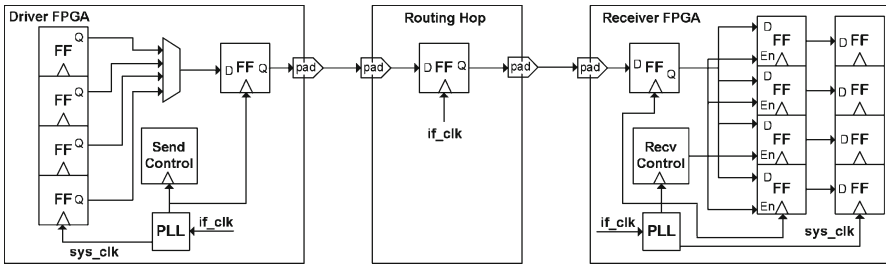 Driver FPGA
Routing Hop
Receiver FPGA
Q
FF
Q
FF
Q
FF
FF Q
D FF Q
pad
pad
D FF Q
if_clk
pad
pad
D FF Q
Send
Control
PLL
if_clk
sys_clk
Recv
Control
if_clk
PLL
sys_clk
D
FF
En
D
FF
En
D
FF
En
D
FF
En
D FF
D FF
D FF
D FF